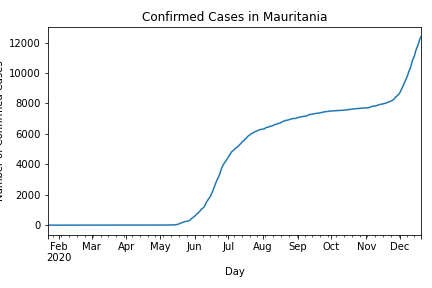 Confirmed Cases in Mauritania
Number of Confirmed Cases
12000
10000
8000
6000
4000
2000
0
Feb Mar Apr May Jun Jul Aug Sep Oct Nov Dec
2020
Day